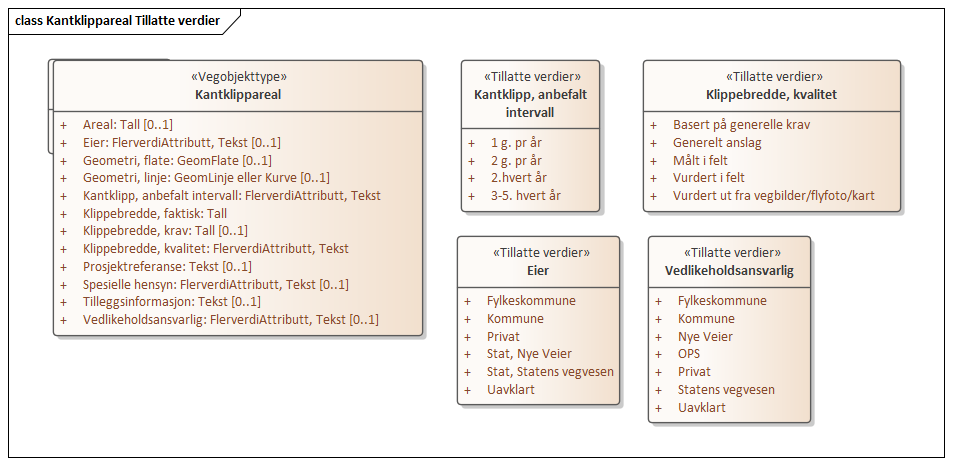 class Kantklippareal Tillatte verdier
«Vegobjekttype»
Kantklippareal
+ Areal: Tall [0..1]
+ Eier: FlerverdiAttributt, Tekst [0..1]
+ Geometri, flate: GeomFlate [0..1]
+ Geometri, linje: GeomLinje eller Kurve [0..1]
+ Kantklipp, anbefalt intervall: FlerverdiAttributt, Tekst
+ Klippebredde, faktisk: Tall
+ Klippebredde, krav: Tall [0..1]
+ Klippebredde, kvalitet: FlerverdiAttributt, Tekst
+ Prosjektreferanse: Tekst [0..1]
+ Spesielle hensyn: FlerverdiAttributt, Tekst [0..1]
+ Tilleggsinformasjon: Tekst [0..1]
+ Vedlikeholdsansvarlig: FlerverdiAttributt, Tekst [0..1]
«Tillatte verdier»
Kantklipp, anbefalt
intervall
+ 1 g. pr år
+ 2 g. pr år
+ 2.hvert år
+ 3-5. hvert år
«Tillatte verdier»
Klippebredde, kvalitet
+ Basert på generelle krav
+ Generelt anslag
+ Målt i felt
+ Vurdert i felt
+ Vurdert ut fra vegbilder/flyfoto/kart
«Tillatte verdier»
Eier
+ Fylkeskommune
+ Kommune
+ Privat
+ Stat, Nye Veier
+ Stat, Statens vegvesen
+ Uavklart
«Tillatte verdier»
Vedlikeholdsansvarlig
+ Fylkeskommune
+ Kommune
+ Nye Veier
+ OPS
+ Privat
+ Statens vegvesen
+ Uavklart